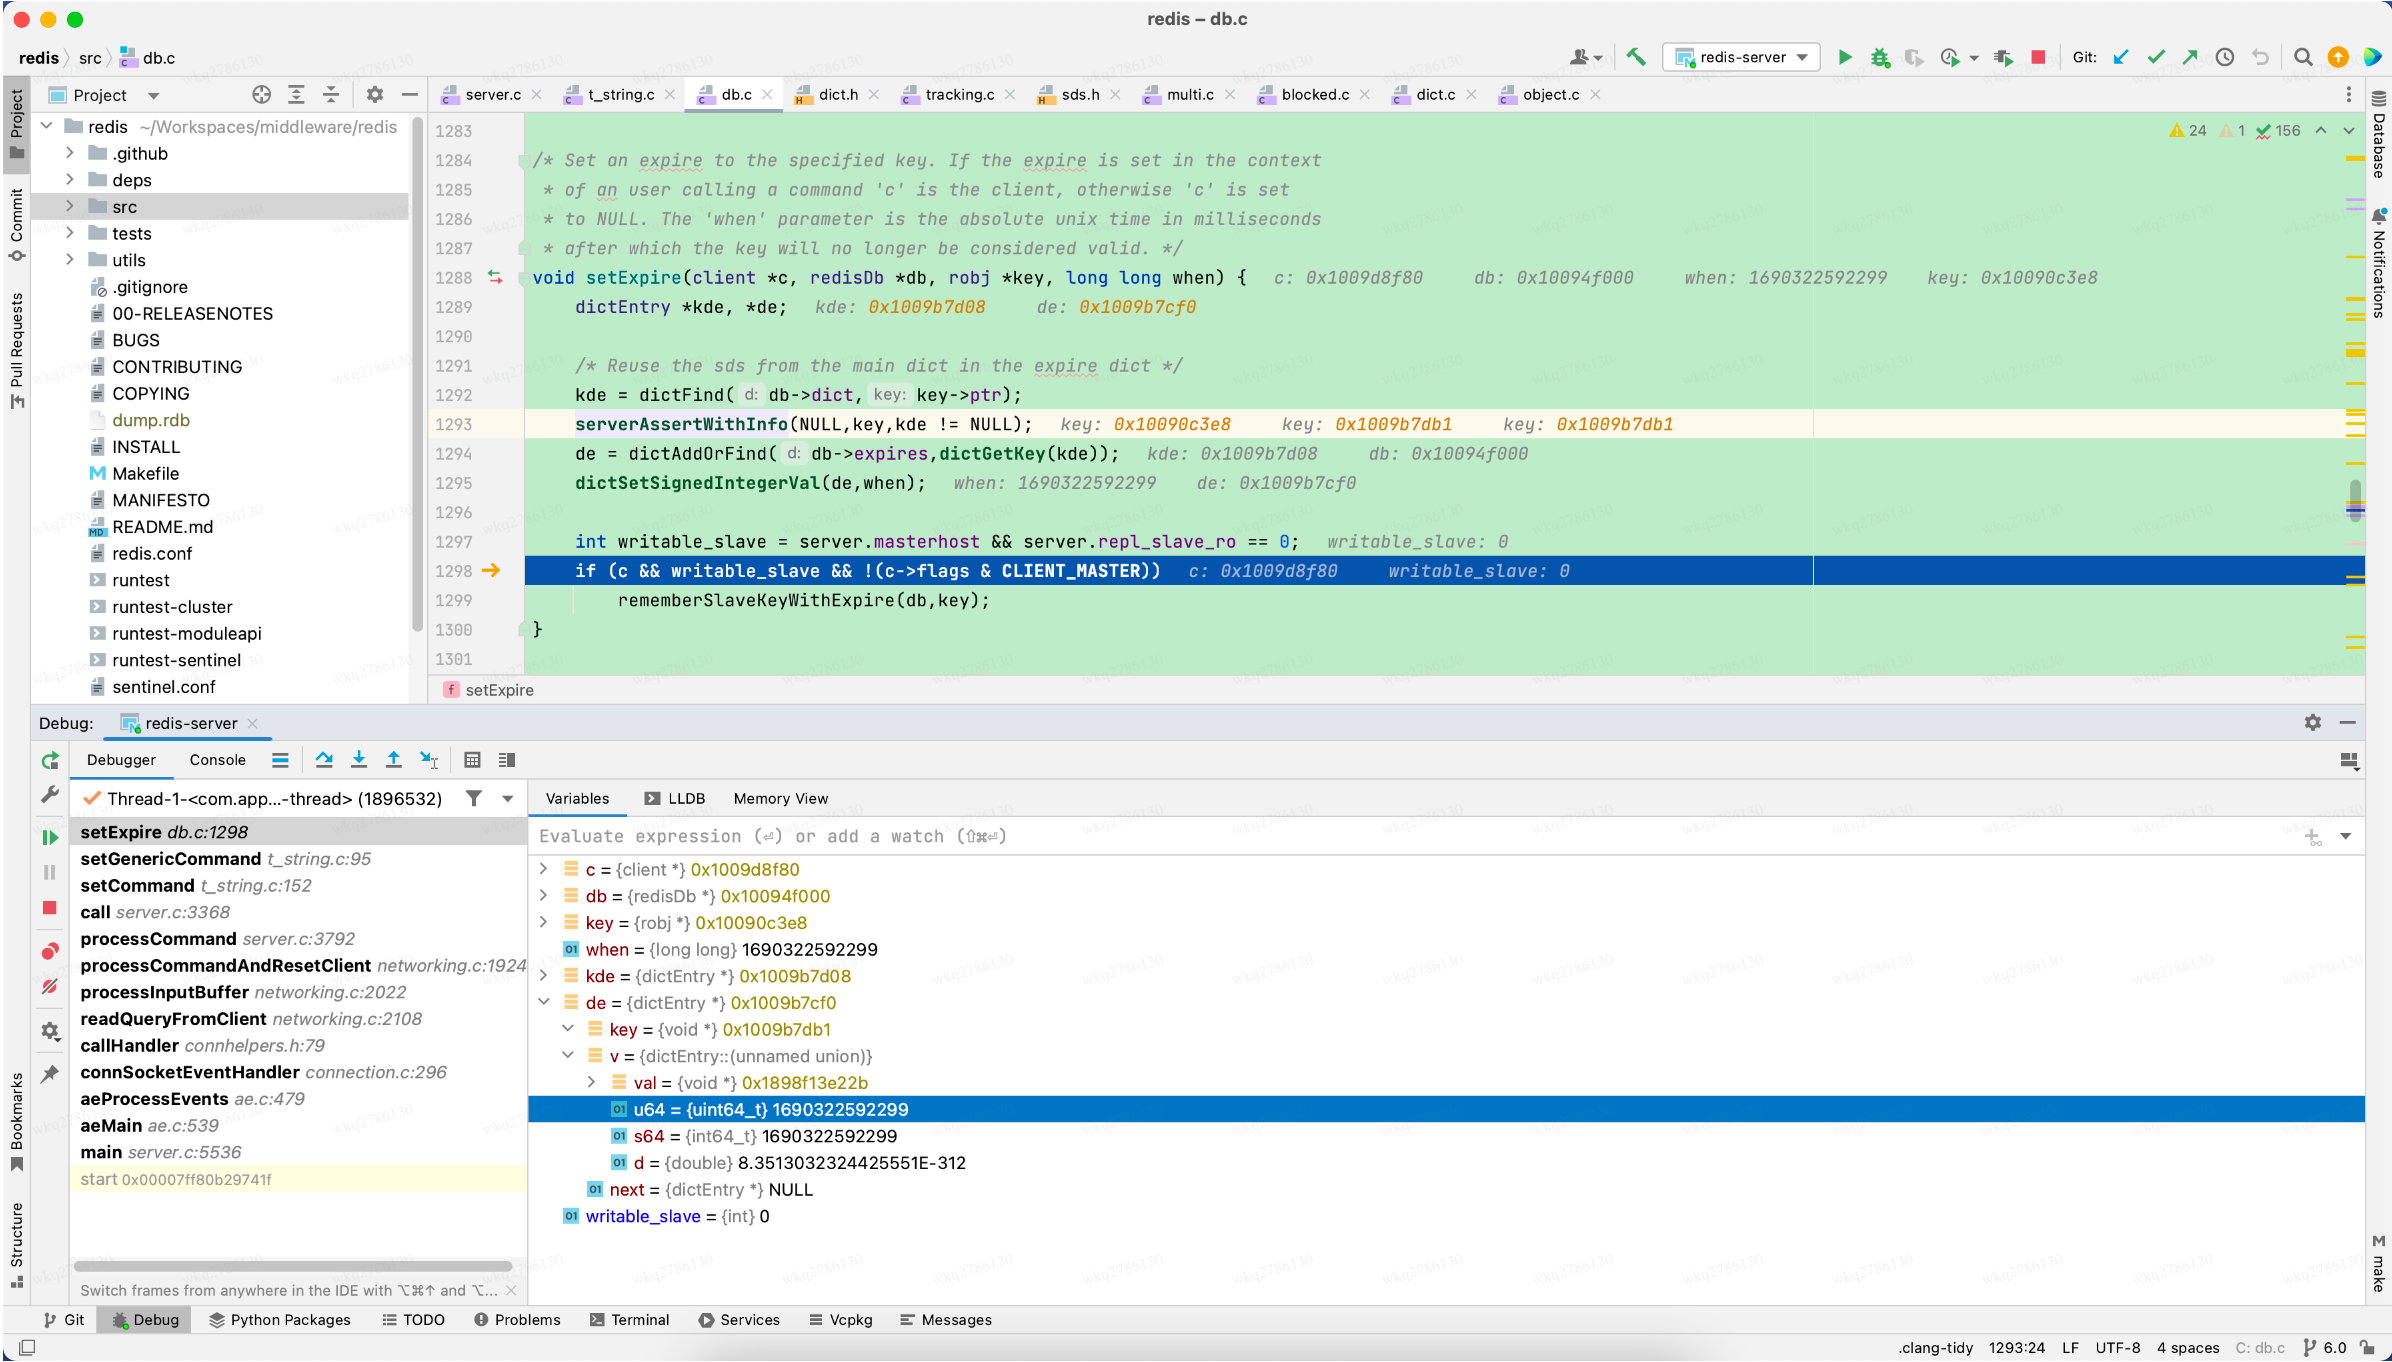 redis – db.c
redis src db.c
redis-server Git:
Project
server.c t_string.c db.c dict.h tracking.c sds.h multi.c blocked.c dict.c object.c
Project
Commit
Pull Requests
Bookmarks
Structure
redis ~/Workspaces/middleware/redis
.github
deps
src
tests
utils
.gitignore
00-RELEASENOTES
BUGS
CONTRIBUTING
COPYING
dump.rdb
INSTALL
Makefile
MANIFESTO
README.md
redis.conf
runtest
runtest-cluster
runtest-moduleapi
runtest-sentinel
sentinel.conf
24 1 156
1283
1284 /* Set an expire to the specified key. If the expire is set in the context
1285 * of an user calling a command 'c' is the client, otherwise 'c' is set
1286 * to NULL. The 'when' parameter is the absolute unix time in milliseconds
1287 * after which the key will no longer be considered valid. */
1288 void setExpire(client *c, redisDb *db, robj *key, long long when) { c: 0x1009d8f80 db: 0x10094f000 when: 1690322592299 key: 0x10090c3e8
1289 dictEntry *kde, *de; kde: 0x1009b7d08 de: 0x1009b7cf0
1290
1291 /* Reuse the sds from the main dict in the expire dict */
1292 kde = dictFind( d: db->dict, key: key->ptr);
1293 serverAssertWithInfo(NULL,key,kde != NULL); key: 0x10090c3e8 key: 0x1009b7db1 key: 0x1009b7db1
1294 de = dictAddOrFind( d: db->expires,dictGetKey(kde)); kde: 0x1009b7d08 db: 0x10094f000
1295 dictSetSignedIntegerVal(de,when); when: 1690322592299 de: 0x1009b7cf0
1296
1297 int writable_slave = server.masterhost && server.repl_slave_ro == 0; writable_slave: 0
1298 if (c && writable_slave && !(c->flags & CLIENT_MASTER)) c: 0x1009d8f80 writable_slave: 0
1299 rememberSlaveKeyWithExpire(db,key);
1300 }
1301
f setExpire
Database
Notifications
make
Debug: redis-server
Debugger Console
Thread-1-<com.app...-thread> (1896532)
setExpire db.c:1298
setGenericCommand t_string.c:95
setCommand t_string.c:152
call server.c:3368
processCommand server.c:3792
processCommandAndResetClient networking.c:1924
processInputBuffer networking.c:2022
readQueryFromClient networking.c:2108
callHandler connhelpers.h:79
connSocketEventHandler connection.c:296
aeProcessEvents ae.c:479
aeMain ae.c:539
main server.c:5536
start 0x00007ff80b29741f
Switch frames from anywhere in the IDE with ⌥⌘↑ and ⌥...
Variables LLDB Memory View
Evaluate expression (⏎) or add a watch (⇧⌘⏎)
c = {client *} 0x1009d8f80
db = {redisDb *} 0x10094f000
key = {robj *} 0x10090c3e8
when = {long long} 1690322592299
kde = {dictEntry *} 0x1009b7d08
de = {dictEntry *} 0x1009b7cf0
key = {void *} 0x1009b7db1
v = {dictEntry::(unnamed union)}
val = {void *} 0x1898f13e22b
u64 = {uint64_t} 1690322592299
s64 = {int64_t} 1690322592299
d = {double} 8.3513032324425551E-312
next = {dictEntry *} NULL
writable_slave = {int} 0
Git Debug Python Packages TODO Problems Terminal Services Vcpkg Messages
.clang-tidy 1293:24 LF UTF-8 4 spaces C: db.c 6.0
wkq2786130